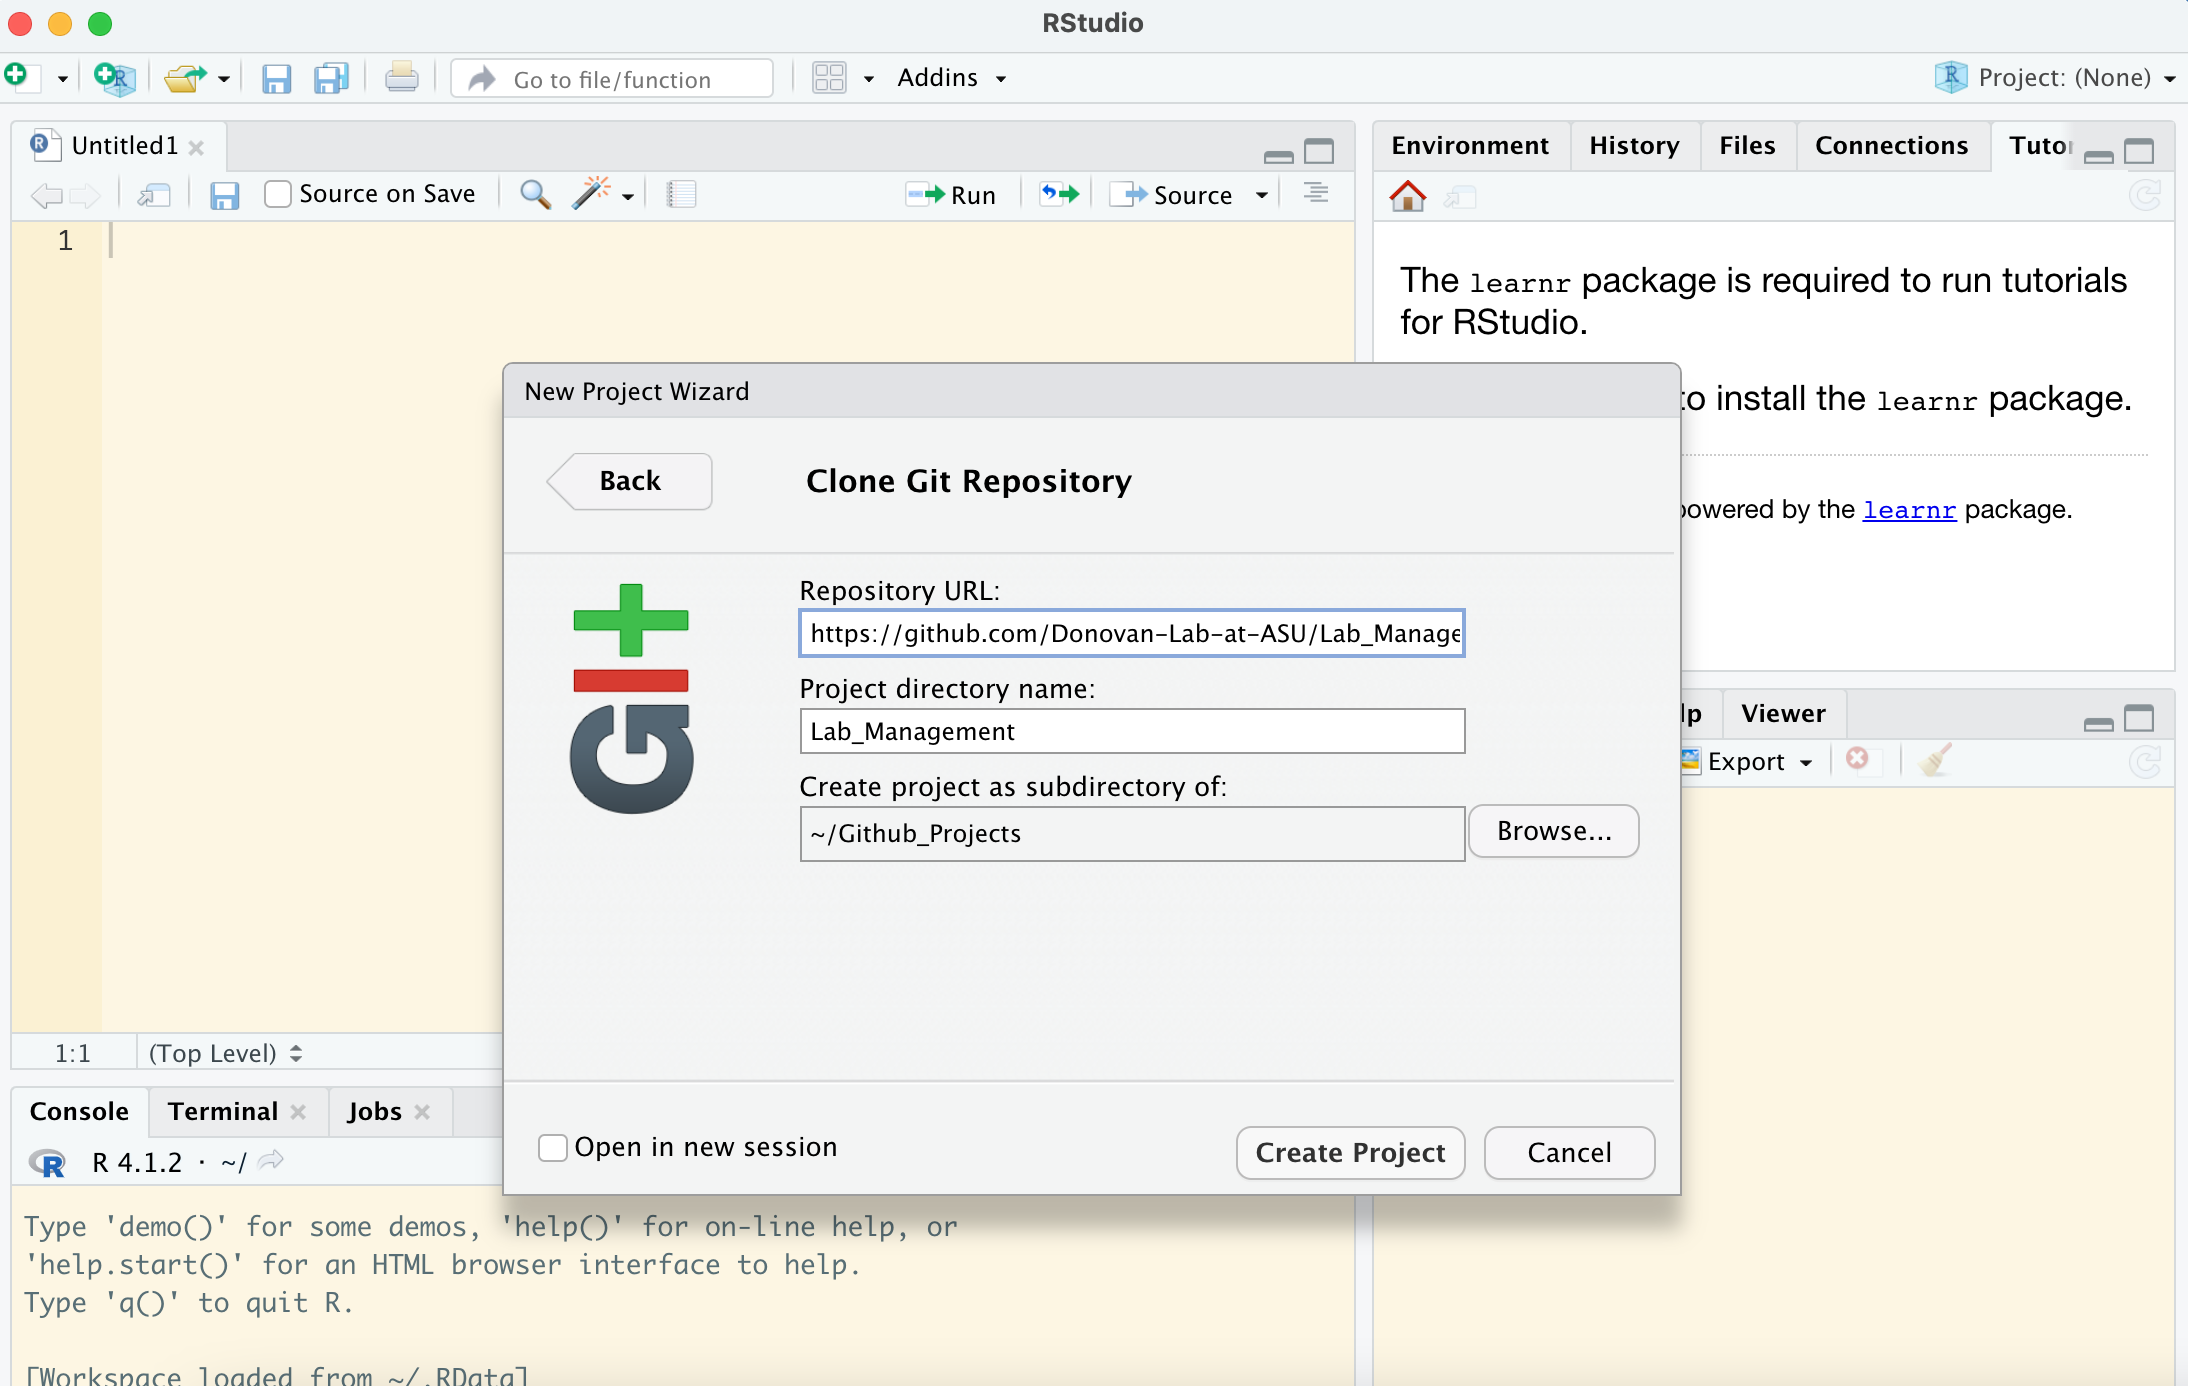 RStudio
Go to file/function
Addins
Project: (None)
Untitled1
Source on Save
Run
Source
1
1:1
(Top Level)
Environment
History
Files
Connections
Tutor
The learnr package is required to run tutorials
for RStudio.
to install the learnr package.
powered by the learnr package.
New Project Wizard
Back
Clone Git Repository
GIt
Repository URL:
https://github.com/Donovan-Lab-at-ASU/Lab_Manage
Project directory name:
Lab_Management
Create project as subdirectory of:
~/Github_Projects
Browse...
Open in new session
Create Project
Cancel
lp
Viewer
Export
Console
Terminal
Jobs
R 4.1.2 · ~/
Type 'demo()' for some demos, 'help()' for on-line help, or
'help.start()' for an HTML browser interface to help.
Type 'q()' to quit R.
[Workspace loaded from ~/.RData]